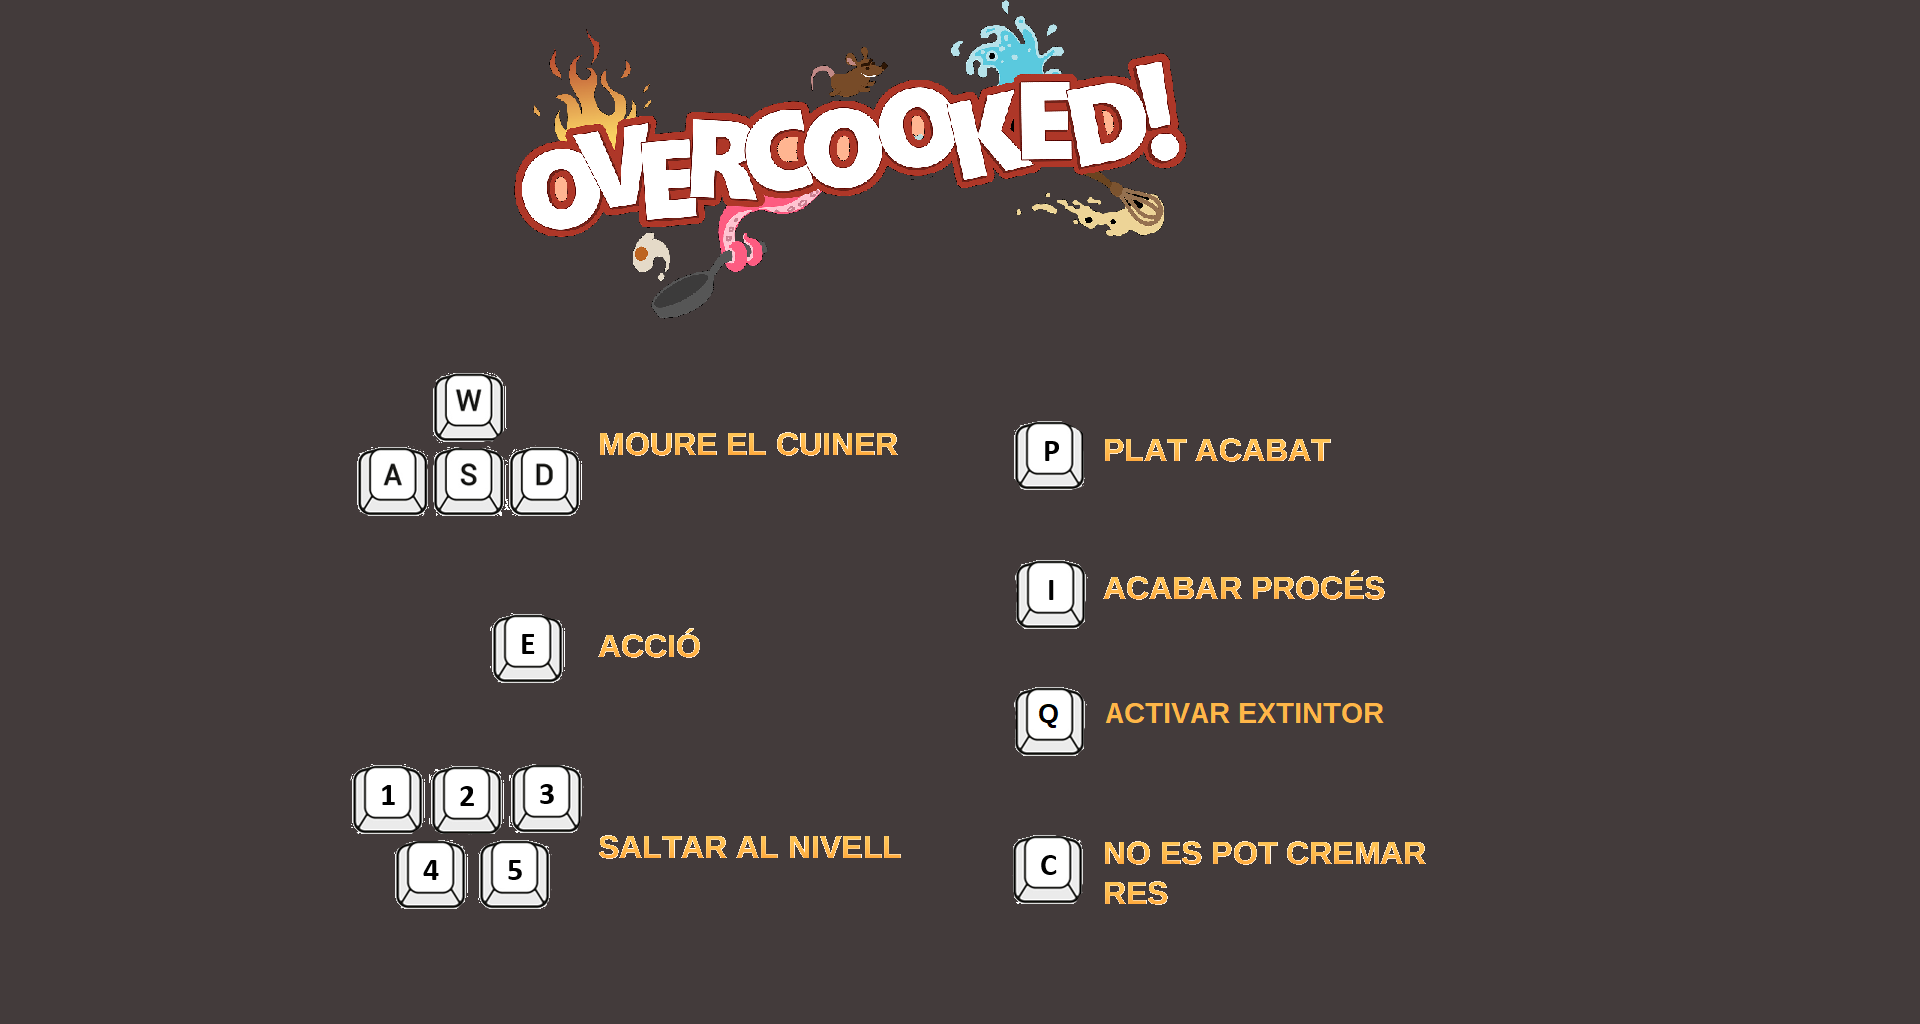 OVERCOOKED!
W
A S D
MOURE EL CUINER
E
ACCIÓ
1 2 3
4 5
SALTAR AL NIVELL
P
PLAT ACABAT
I
ACABAR PROCÉS
Q
ACTIVAR EXTINTOR
C
NO ES POT CREMAR
RES